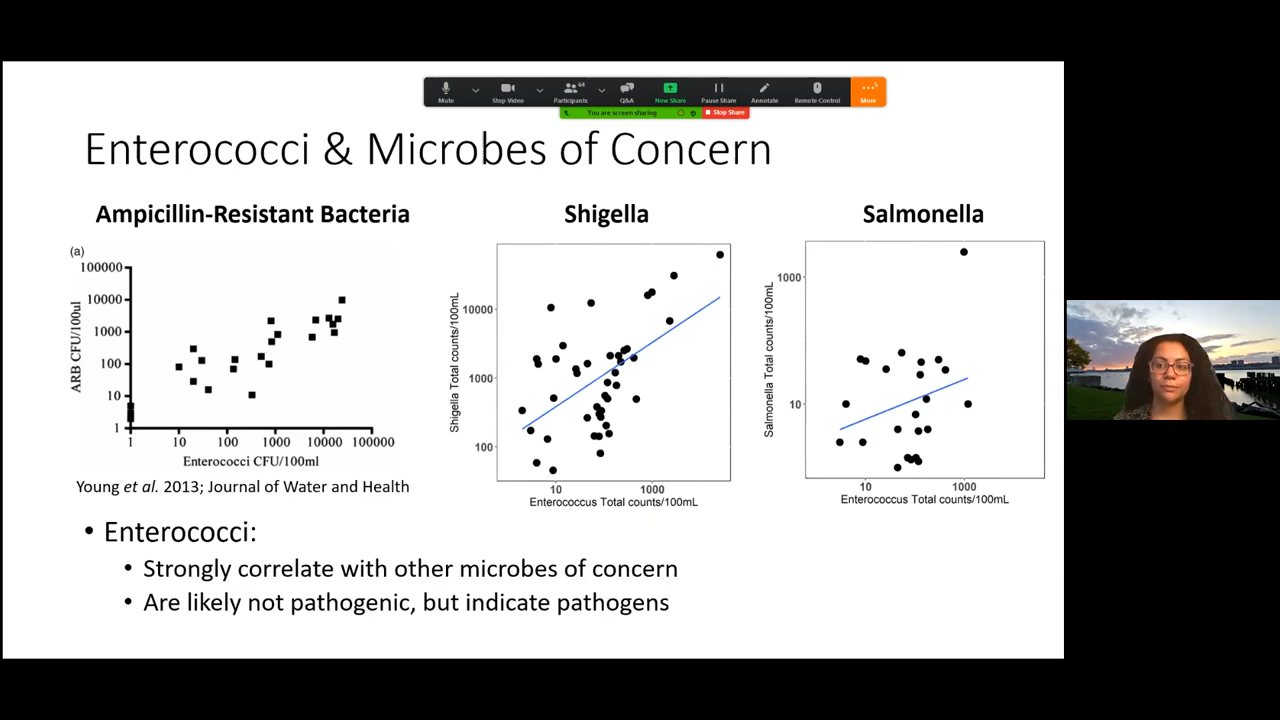 Mute
Stop Video
Participants
64
Q&A
New Share
Pause Share
Annotate
Remote Control
More
You are screen sharing
Stop Share
Enterococci & Microbes of Concern
Ampicillin-Resistant Bacteria
Shigella
Salmonella
(a)
100000
10000
1000
100
10
1
ARB CFU/100ul
1
10
100
1000
10000
100000
Enterococci CFU/100ml
10000
1000
100
Shigella Total counts/100mL
10
1000
Enterococcus Total counts/100mL
1000
10
Salmonella Total counts/100mL
10
1000
Enterococcus Total counts/100mL
Young et al. 2013; Journal of Water and Health
• Enterococci:
• Strongly correlate with other microbes of concern
• Are likely not pathogenic, but indicate pathogens